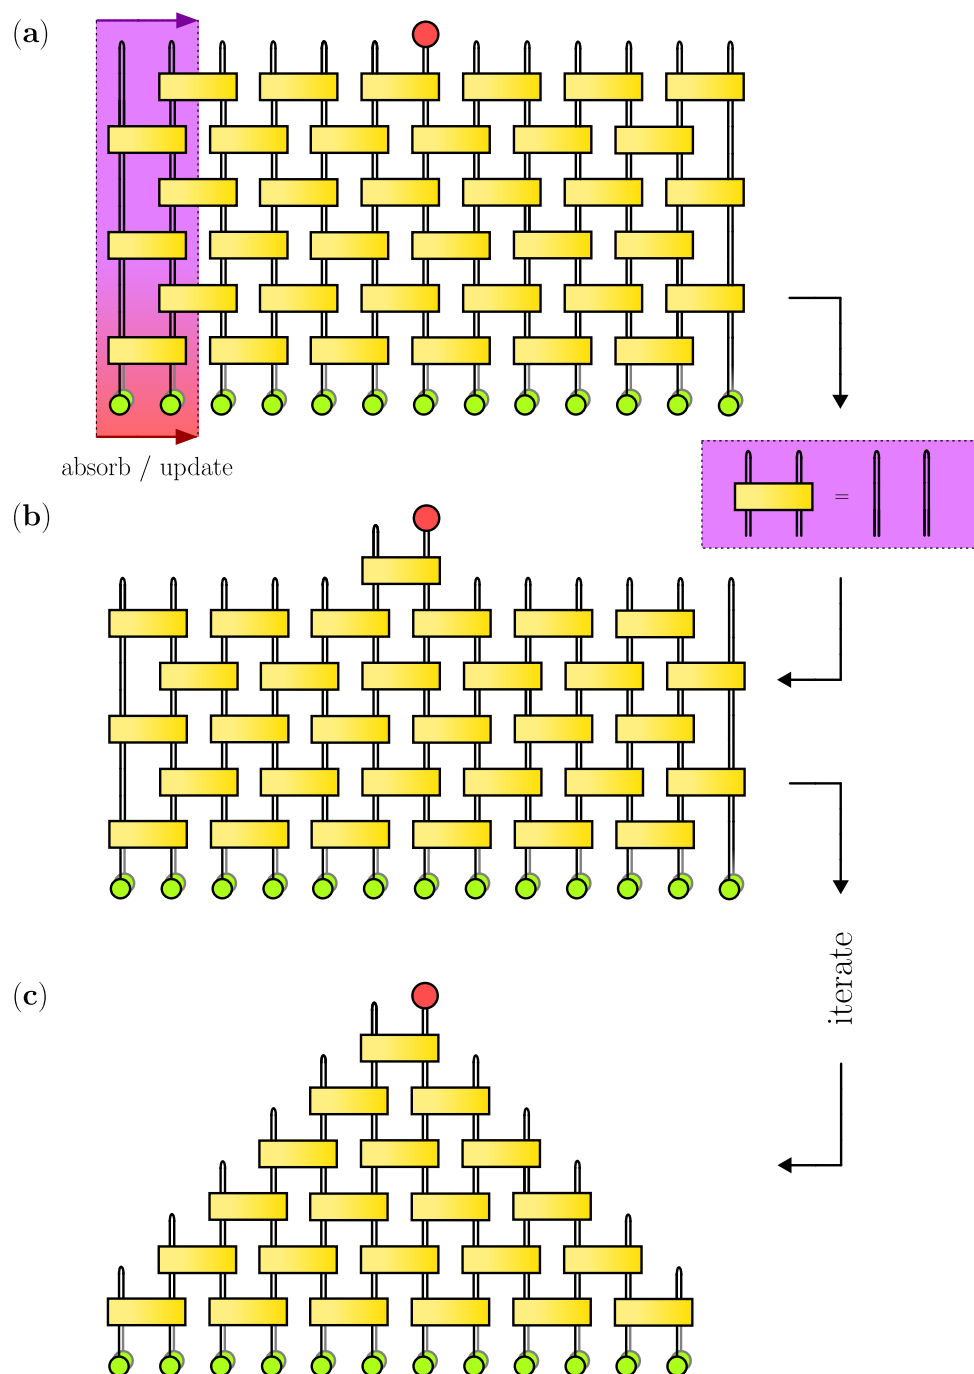 (a)
absorb / update
=
(b)
iterate
(c)